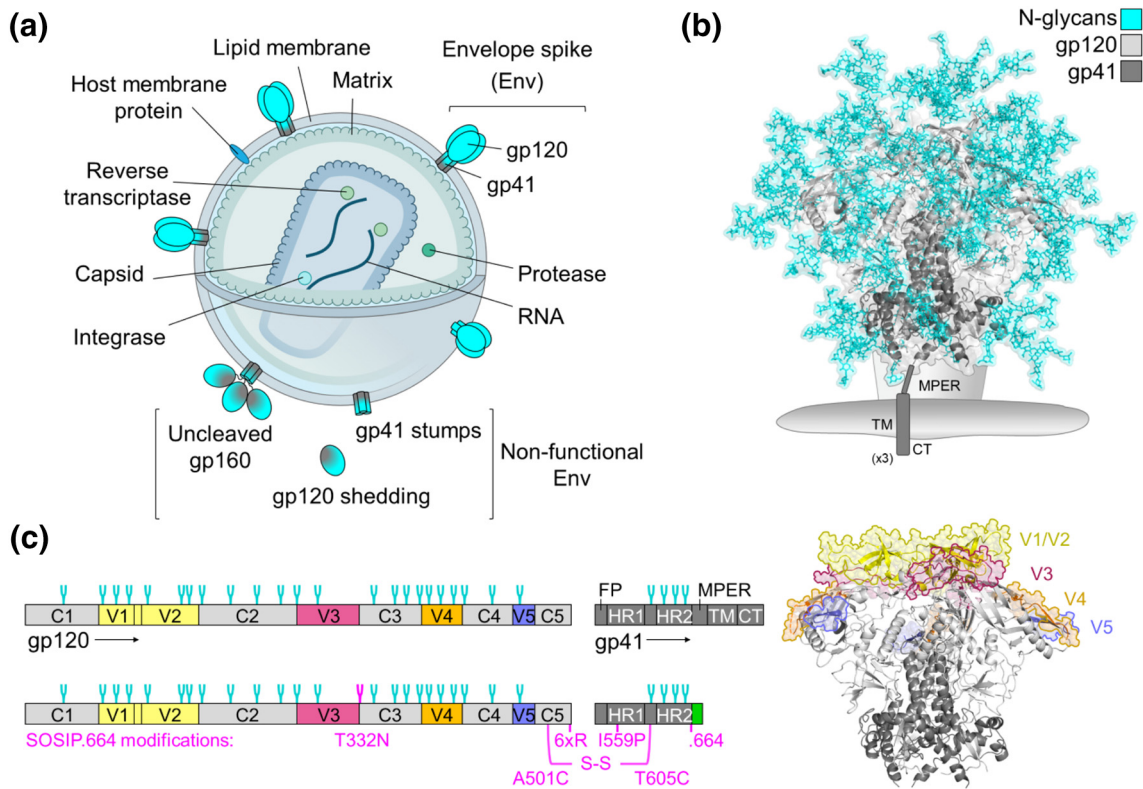 (a)
Lipid membrane
Envelope spike
(Env)
Host membrane
protein
Matrix
gp120
gp41
Reverse
transcriptase
Capsid
Protease
Integrase
RNA
Uncleaved
gp160
gp41 stumps
gp120 shedding
Non-functional
Env
(b)
N-glycans
gp120
gp41
MPER
TM
CT
(x3)
(c)
C1 V1 V2 C2 V3 C3 V4 C4 V5 C5
gp120
FP MPER
HR1 HR2 TM CT
gp41
C1 V1 V2 C2 V3 C3 V4 C4 V5 C5
HR1 HR2
SOSIP.664 modifications: T332N 6xR I559P .664
S-S
A501C T605C
V1/V2
V3
V4
V5